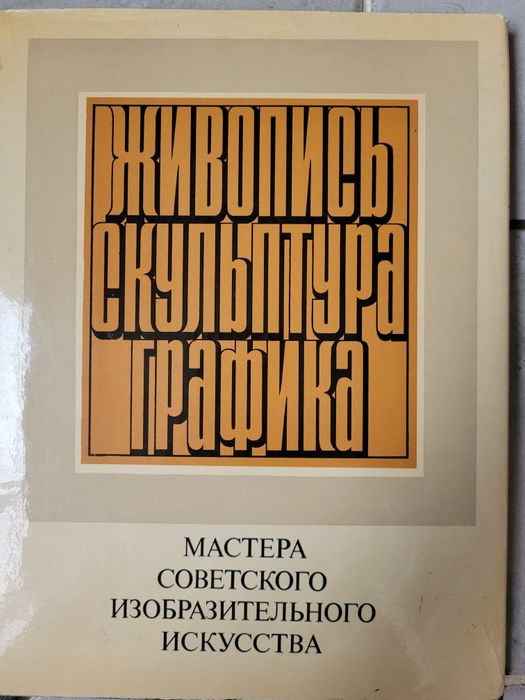 ЖИВОПИСЬ
СКУЛЬПТУРА
ГРАФИКА
МАСТЕРА
СОВЕТСКОГО
ИЗОБРАЗИТЕЛЬНОГО
ИСКУССТВА